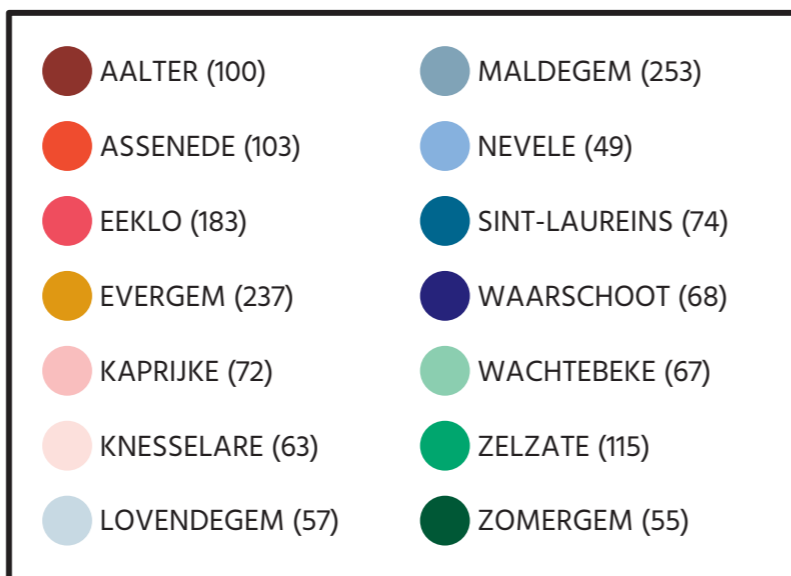 AALTER (100)
ASSENEDE (103)
EEKLO (183)
EVERGEM (237)
KAPRIJKE (72)
KNESSELARE (63)
LOVENDEGEM (57)
MALDEGEM (253)
NEVELE (49)
SINT-LAUREINS (74)
WAARSCHOOT (68)
WACHTEBEKE (67)
ZELZATE (115)
ZOMERGEM (55)